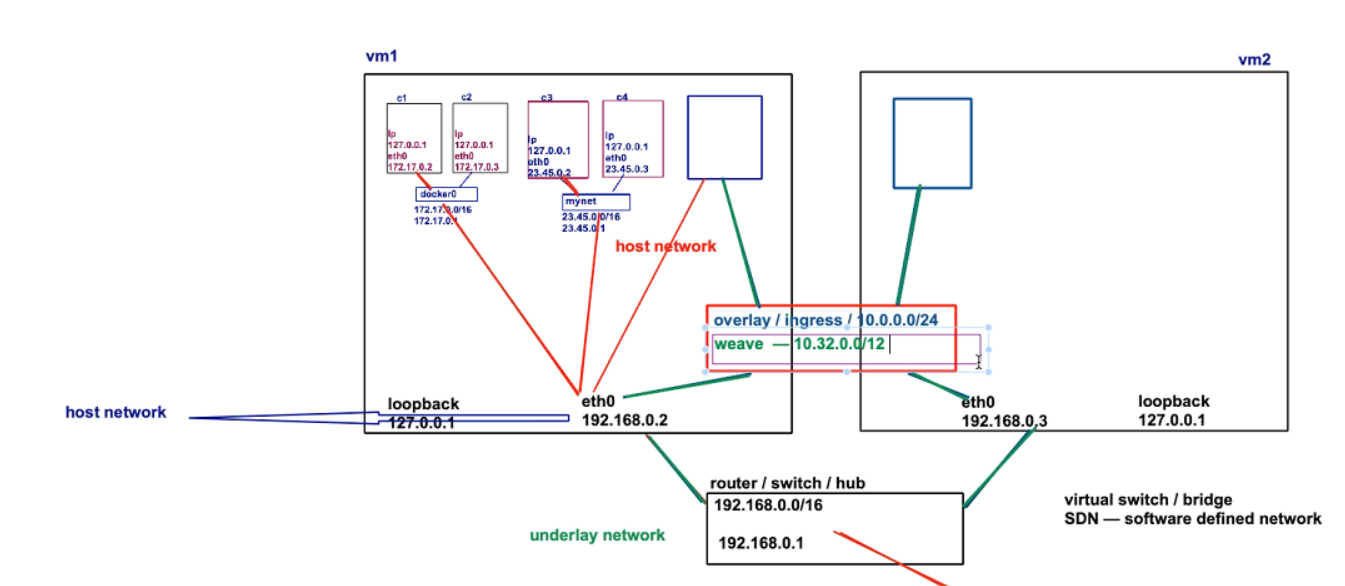 vm1
vm2
c1
c2
c3
c4
lp
127.0.0.1
eth0
172.17.0.2
lp
127.0.0.1
eth0
172.17.0.3
lp
127.0.0.1
eth0
23.45.0.2
lp
127.0.0.1
eth0
23.45.0.3
docker0
172.17.0.0/16
172.17.0.1
mynet
23.45.0.0/16
23.45.0.1
host network
overlay / ingress / 10.0.0.0/24
weave — 10.32.0.0/12
host network
loopback
127.0.0.1
eth0
192.168.0.2
eth0
192.168.0.3
loopback
127.0.0.1
router / switch / hub
192.168.0.0/16
192.168.0.1
underlay network
virtual switch / bridge
SDN — software defined network